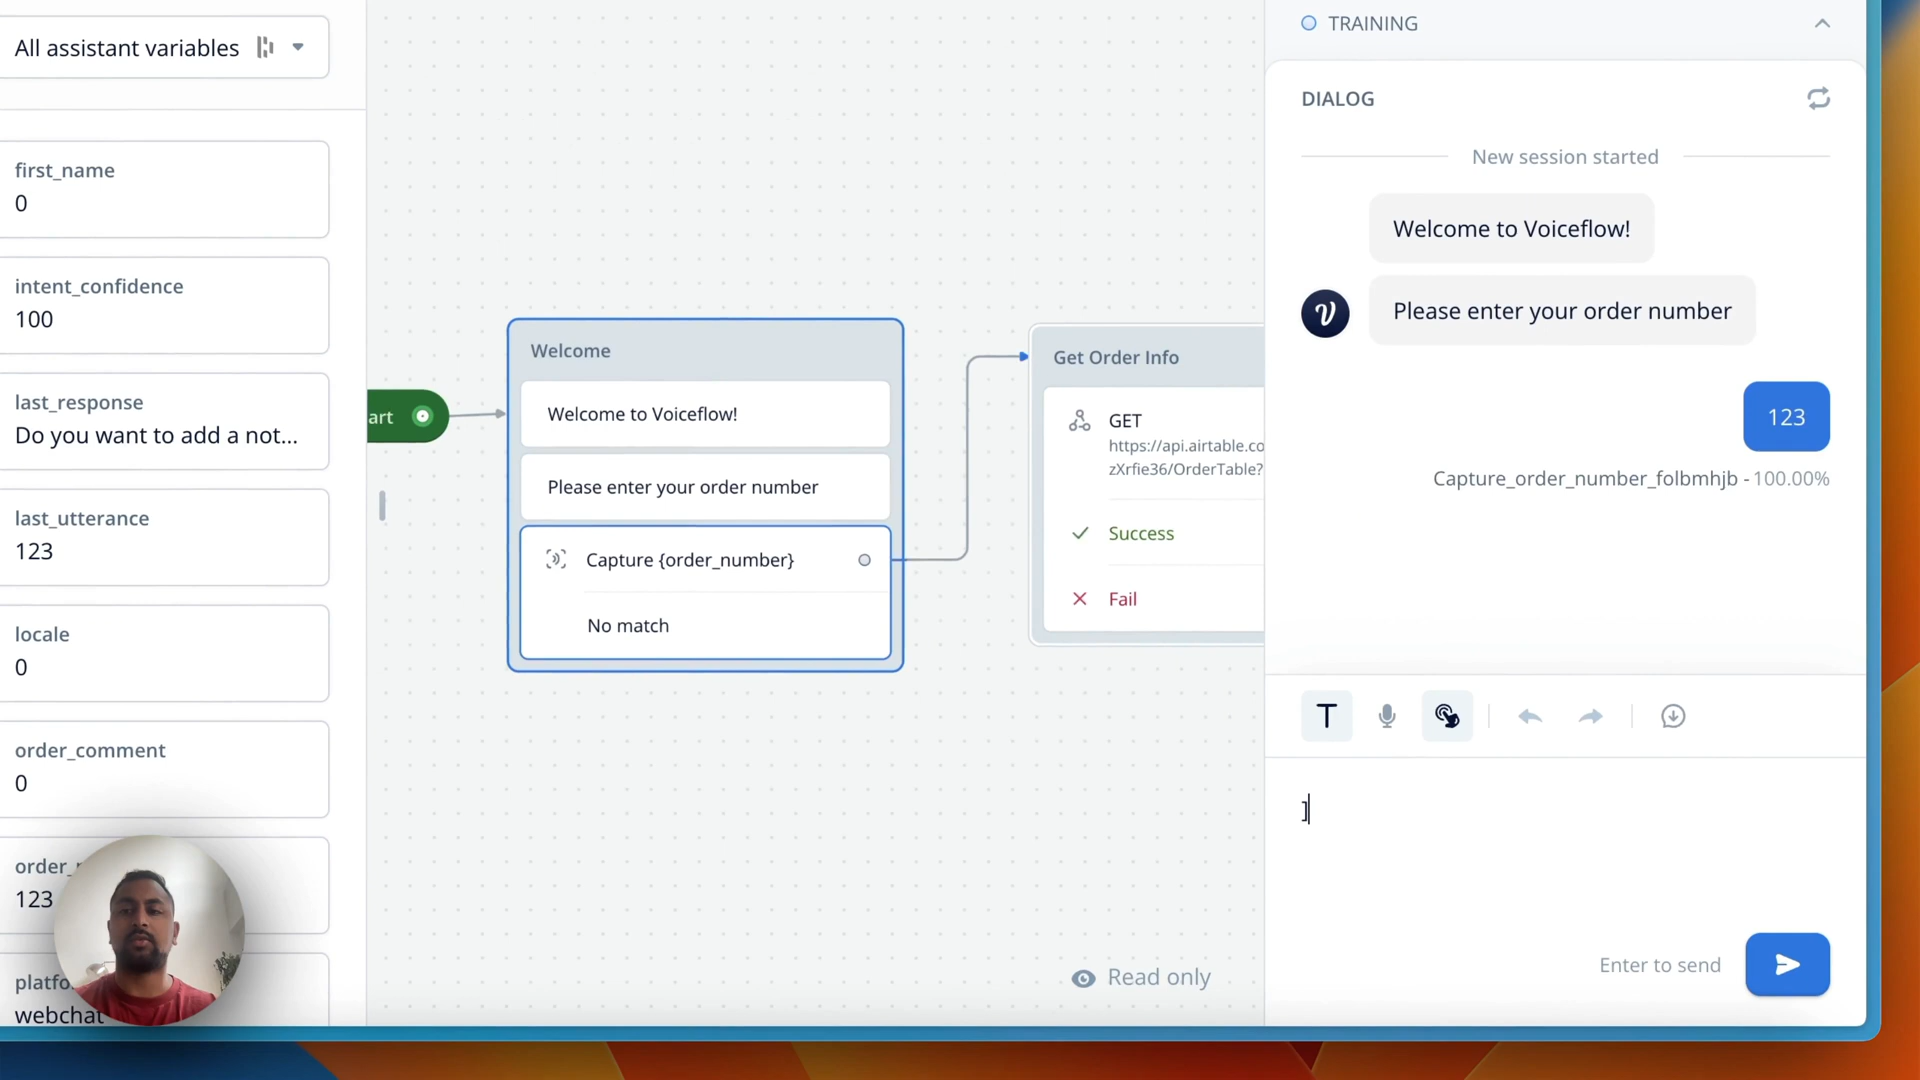 All assistant variables
first_name
0
intent_confidence
100
last_response
Do you want to add a not...
last_utterance
123
locale
0
order_comment
0
order_
123
platfo
webchat
art
Welcome
Welcome to Voiceflow!
Please enter your order number
Capture {order_number}
No match
Get Order Info
GET
https://api.airtable.co
zXrfie36/OrderTable?
Success
Fail
Read only
TRAINING
DIALOG
New session started
Welcome to Voiceflow!
Please enter your order number
123
Capture_order_number_folbmhjb - 100.00%
T
]
Enter to send